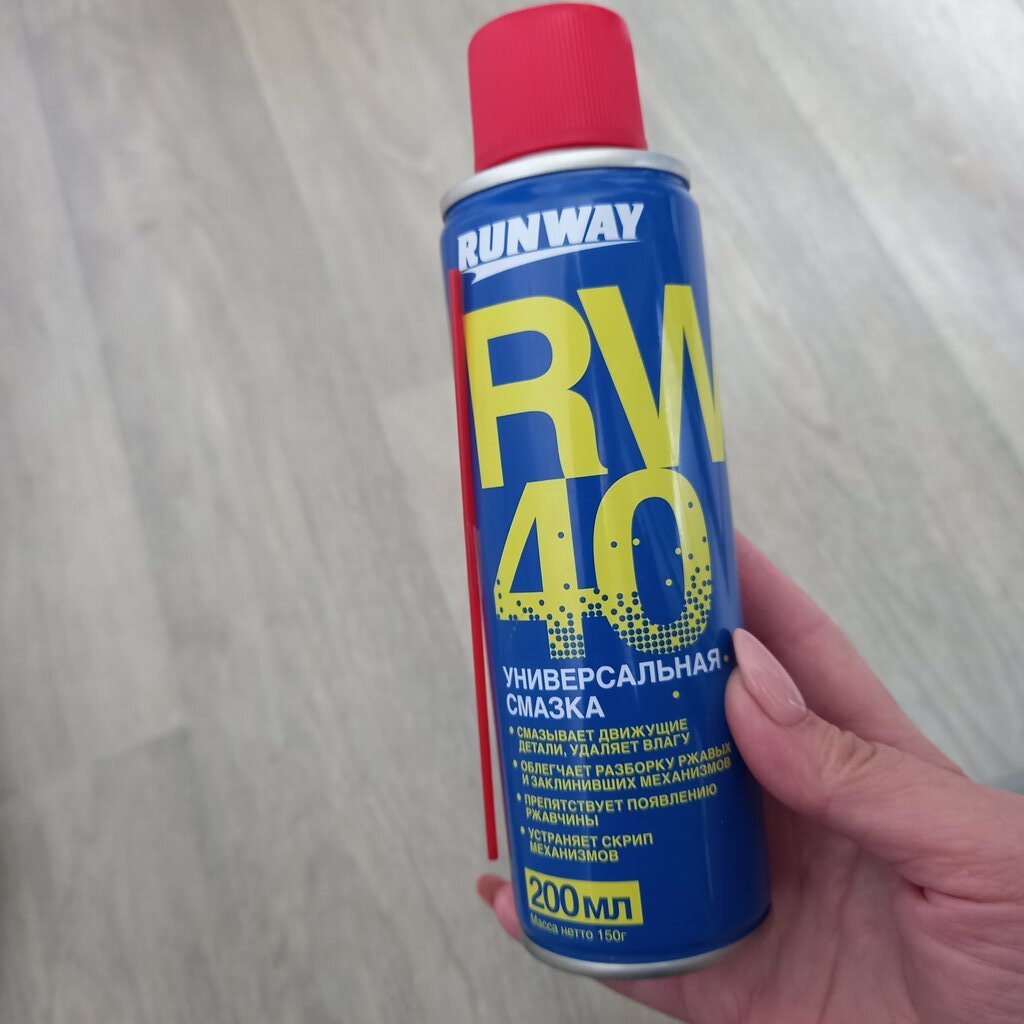 RUNWAY
RW
40
УНИВЕРСАЛЬНАЯ
СМАЗКА
• СМАЗЫВАЕТ ДВИЖУЩИЕ
ДЕТАЛИ, УДАЛЯЕТ ВЛАГУ
• ОБЛЕГЧАЕТ РАЗБОРКУ РЖАВЫХ
И ЗАКЛИНИВШИХ МЕХАНИЗМОВ
• ПРЕПЯТСТВУЕТ ПОЯВЛЕНИЮ
РЖАВЧИНЫ
• УСТРАНЯЕТ СКРИП
МЕХАНИЗМОВ
200 МЛ
Масса нетто 150г